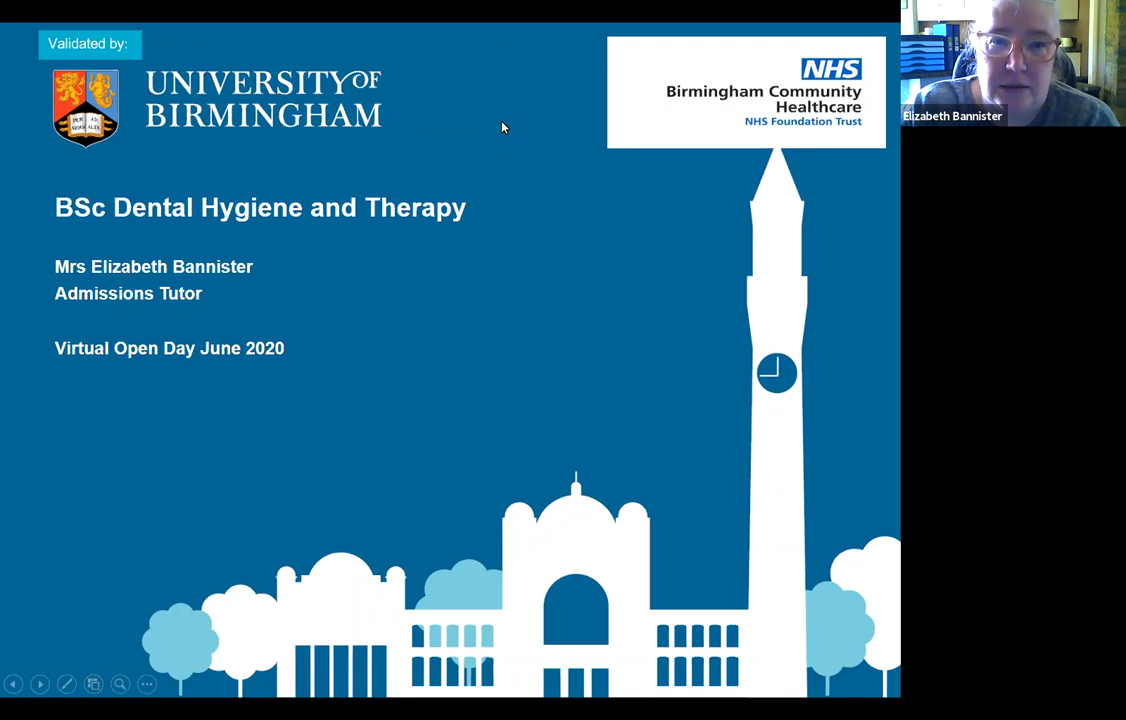 Validated by:
UNIVERSITY OF
BIRMINGHAM
NHS
Birmingham Community
Healthcare
NHS Foundation Trust
Elizabeth Bannister
BSc Dental Hygiene and Therapy
Mrs Elizabeth Bannister
Admissions Tutor
Virtual Open Day June 2020